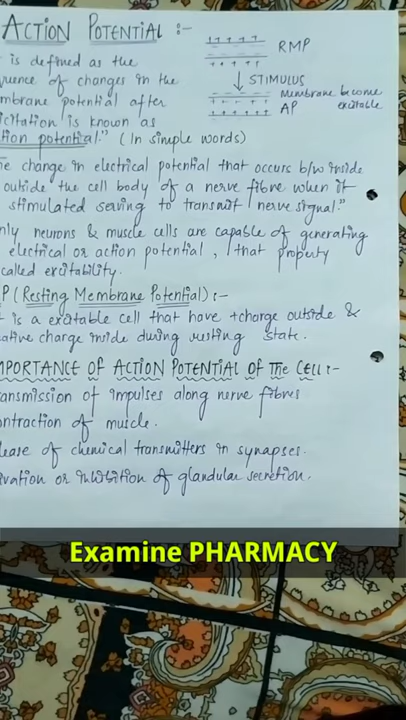 ACTION POTENTIAL :-
is defined as the
quence of changes in the
mbrane potential after
citation is known as
tion potential." (In simple words)
RMP
STIMULUS
Membrane become
excitable
AP
he change in electrical potential that occurs b/w inside
outside the cell body of a nerve fibre when it
stimulated serving to transmit nerve signal."
nly neurons & muscle cells are capable of generating
electrical or action potential, that property
called excitability.
P (Resting Membrane Potential) :-
t is a excitable cell that have +charge outside &
ative charge inside during resting state.
MPORTANCE OF ACTION POTENTIAL OF THE CELL :-
ansmission of impulses along nerve fibres
ontraction of muscle.
lease of chemical transmitters in synapses.
ivation or inhibition of glandular secretion.
Examine PHARMACY